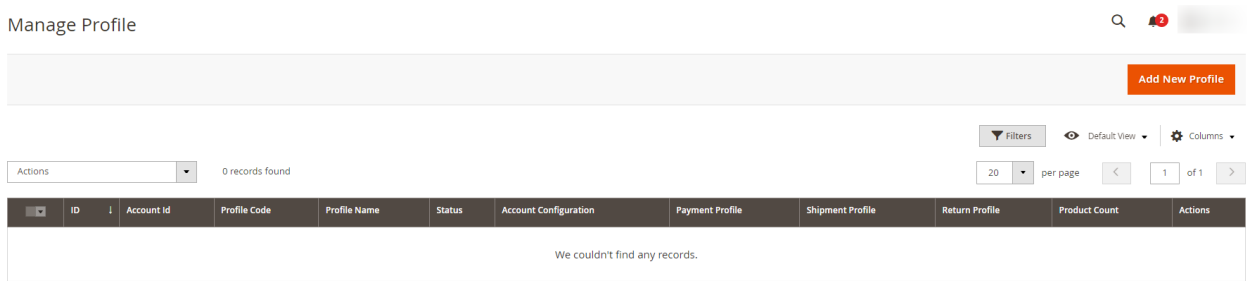 Manage Profile
2
Add New Profile
Filters
Default View
Columns
Actions
0 records found
20
per page
1
of 1
ID ↓ Account Id Profile Code Profile Name Status Account Configuration Payment Profile Shipment Profile Return Profile Product Count Actions
We couldn't find any records.